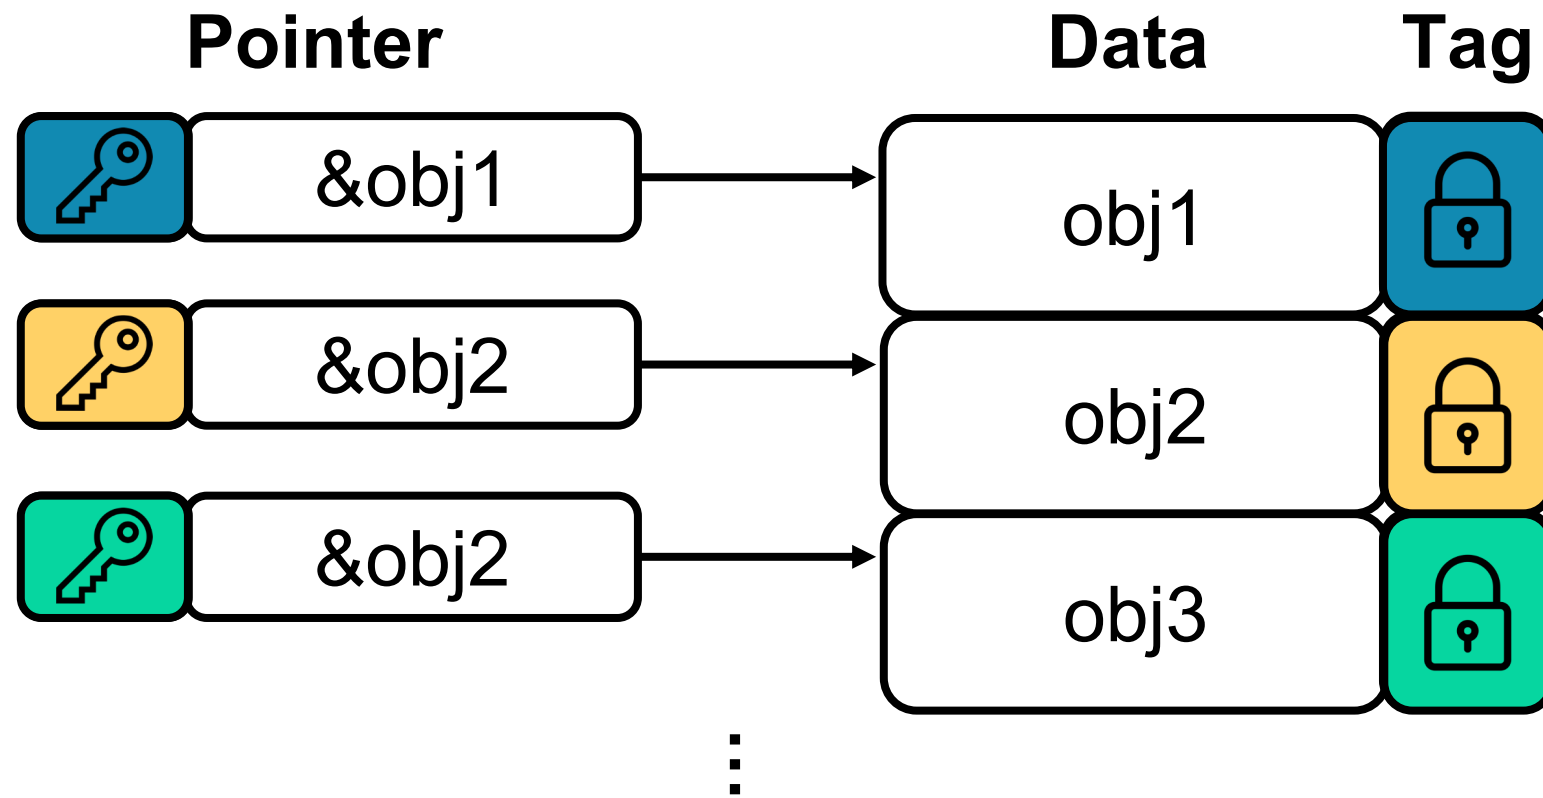 Pointer Data Tag
&obj1 obj1
&obj2 obj2
&obj2 obj3